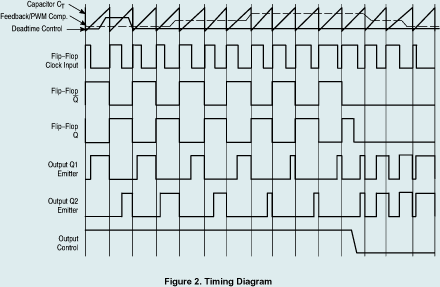 Capacitor CT
Feedback/PWM Comp.
Deadtime Control
Flip–Flop
Clock Input
Flip–Flop
Q
Flip–Flop
Q̅
Output Q1
Emitter
Output Q2
Emitter
Output
Control
Figure 2. Timing Diagram